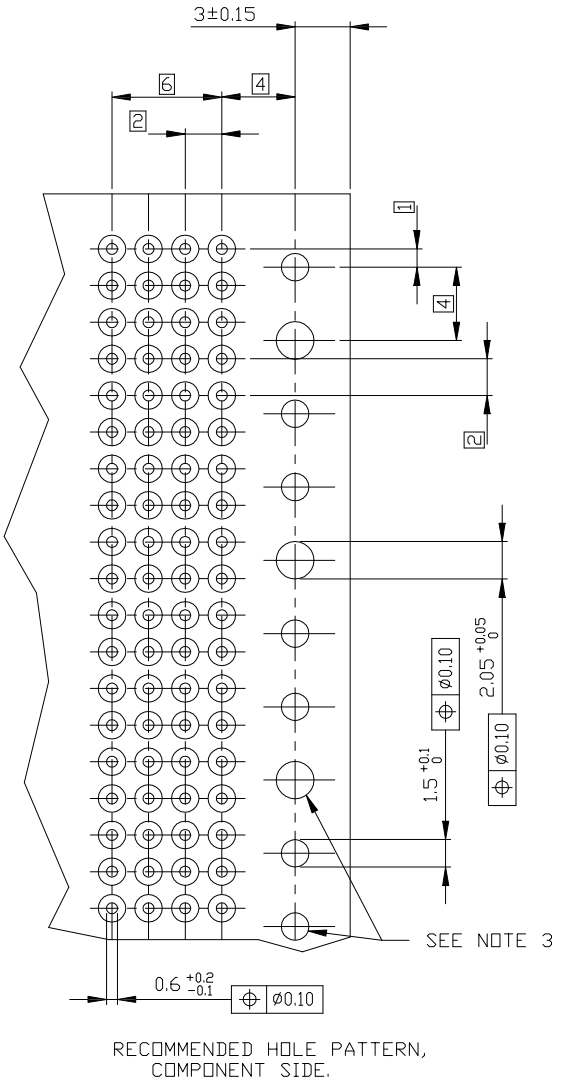 3±0.15
6
4
2
1
4
2
2.05 +0.05 0
⌖ ø0.10
1.5 +0.1 0
⌖ ø0.10
SEE NOTE 3
0.6 +0.2 -0.1
⌖ ø0.10
RECOMMENDED HOLE PATTERN,
COMPONENT SIDE.